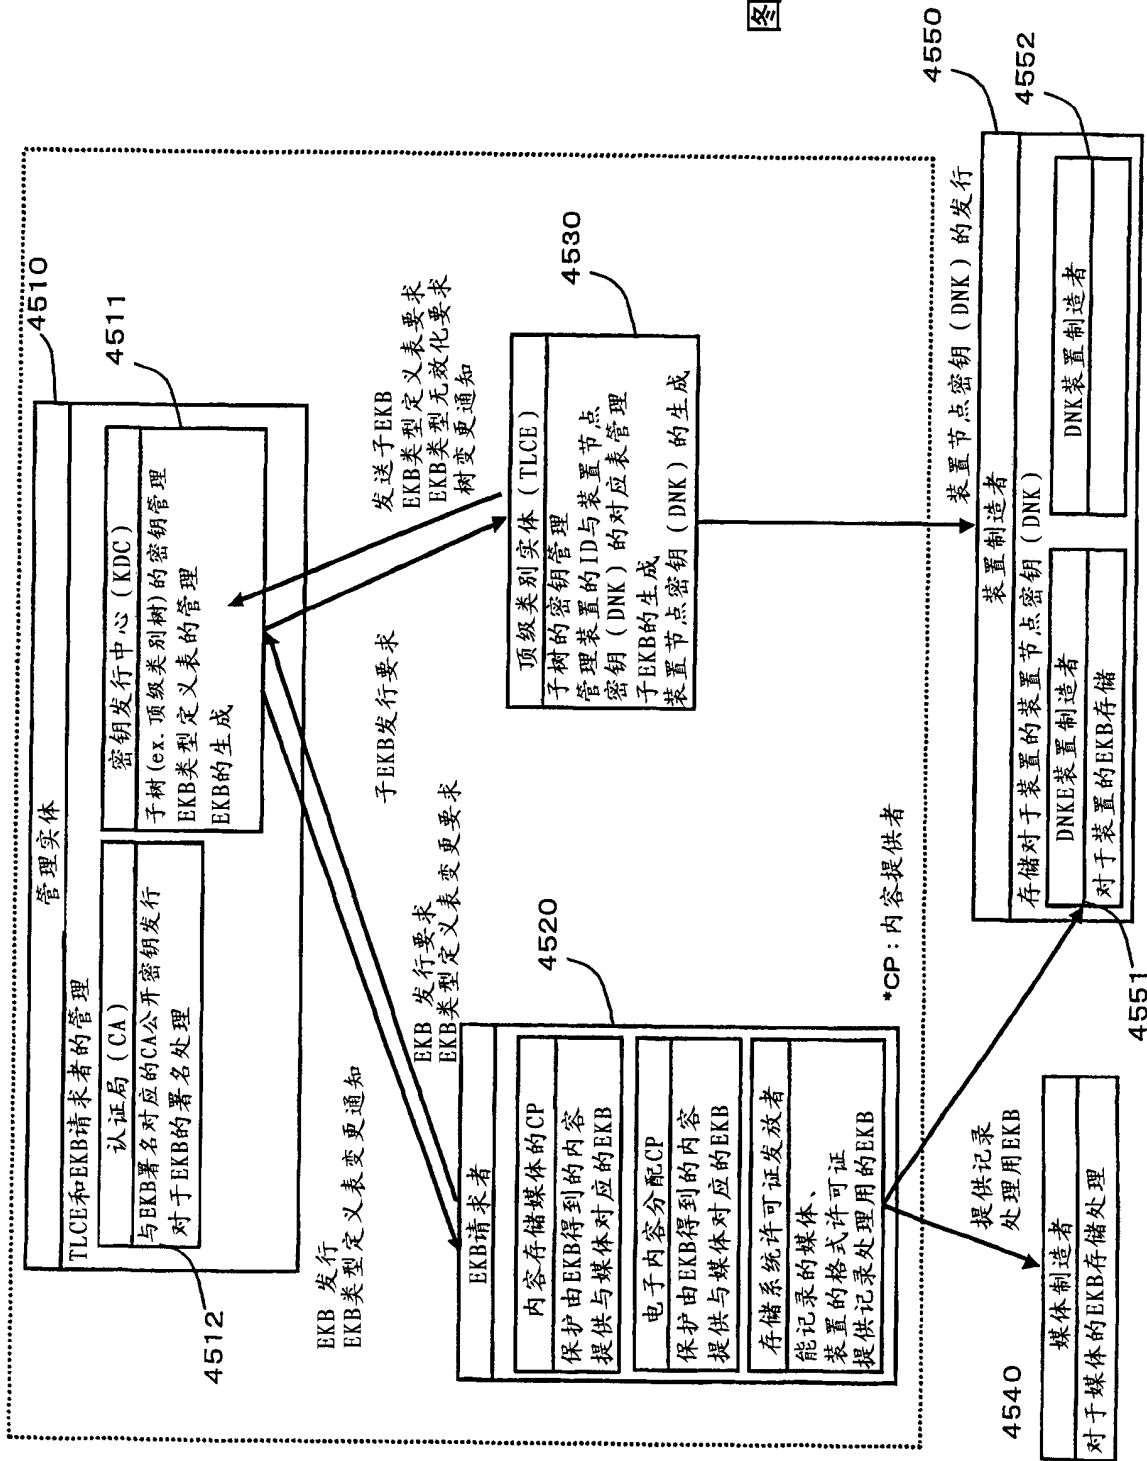 图
4510
管理实体
TLCE和EKB请求者的管理
认证局(CA)
与EKB署名对应的CA公开密钥发行
对于EKB的署名处理
4512
密钥发行中心(KDC)
子树(ex.顶级类别树)的密钥管理
EKB类型定义表的管理
EKB的生成
4511
EKB 发行
EKB类型定义表变更通知
EKB 发行要求
EKB类型定义表变更要求
子EKB发行要求
发送子EKB
EKB类型定义表要求
EKB类型无效化要求
树变更通知
EKB请求者
4520
内容存储媒体的CP
保护由EKB得到的内容
提供与媒体对应的EKB
电子内容分配CP
保护由EKB得到的内容
提供与媒体对应的EKB
存储系统许可证发放者
能记录的媒体、
装置的格式许可证
提供记录处理用的EKB
4530
顶级类别实体(TLCE)
子树的密钥管理
管理装置的ID与装置节点
密钥(DNK)的对应表管理
子EKB的生成
装置节点密钥(DNK)的生成
*CP:内容提供者
装置节点密钥(DNK)的发行
提供记录
处理用EKB
4540
媒体制造者
对于媒体的EKB存储处理
4550
装置制造者
存储对于装置的装置节点密钥(DNK)
4551
DNKE装置制造者
对于装置的EKB存储
4552
DNK装置制造者